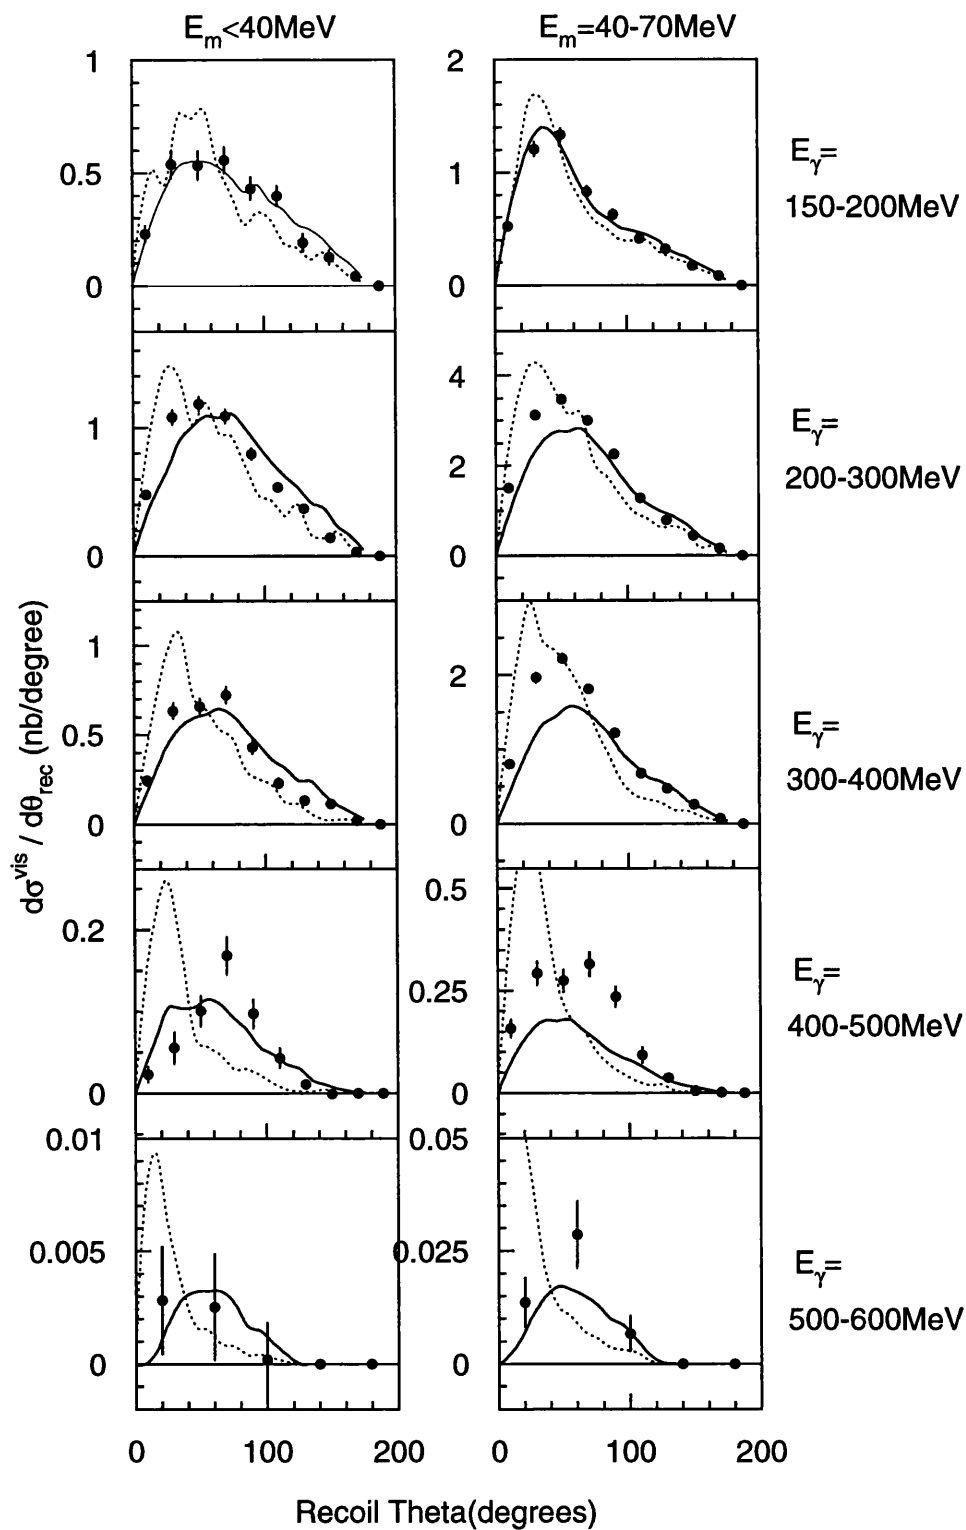 E_m<40MeV E_m=40-70MeV
1 2
0.5 1
0 0
E_γ=
150-200MeV
4
1 2
0 0
E_γ=
200-300MeV
1 2
0.5
0 0
E_γ=
300-400MeV
0.5
0.2 0.25
0 0
E_γ=
400-500MeV
0.01 0.05
0.005 0.025
0 0
E_γ=
500-600MeV
dσ^vis / dθ_rec (nb/degree)
0 100 200 0 100 200
Recoil Theta(degrees)